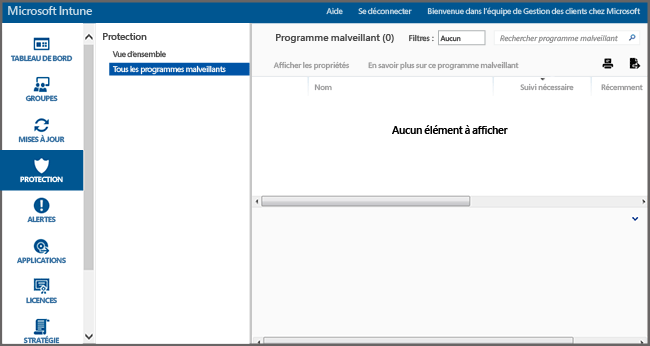 Microsoft Intune
Aide Se déconnecter Bienvenue dans l'équipe de Gestion des clients chez Microsoft
TABLEAU DE BORD
GROUPES
MISES À JOUR
PROTECTION
ALERTES
APPLICATIONS
LICENCES
STRATÉGIE
Protection
Vue d'ensemble
Tous les programmes malveillants
Programme malveillant (0) Filtres : Aucun Rechercher programme malveillant
Afficher les propriétés En savoir plus sur ce programme malveillant
Nom Suivi nécessaire Récemment
Aucun élément à afficher